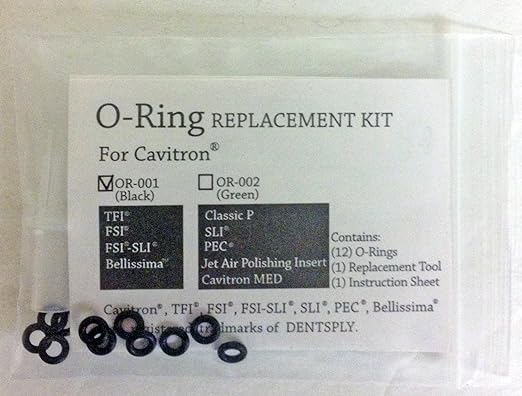 O-Ring REPLACEMENT KIT
For Cavitron®
☑ OR-001
(Black)
TFI®
FSI®
FSI®-SLI®
Bellissima™
☐ OR-002
(Green)
Classic P
SLI®
PEC®
Jet Air Polishing Insert
Cavitron MED
Contains:
(12) O-Rings
(1) Replacement Tool
(1) Instruction Sheet
Cavitron®, TFI®, FSI®, FSI-SLI®, SLI®, PEC®, Bellissima®
of DENTSPLY.